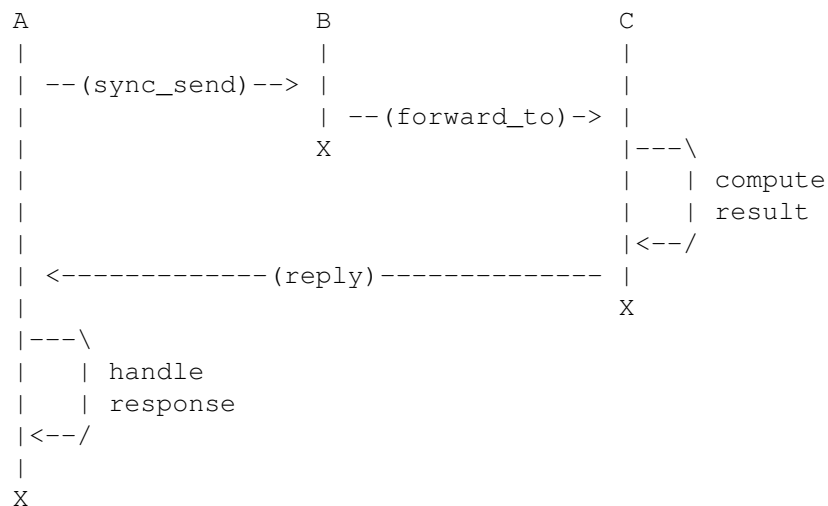 A                      B                      C
|                      |                      |
| --(sync_send)--> |                      |
|                      | --(forward_to)-> |
|                      X                      |---\
|                                             |   | compute
|                                             |   | result
|                                             |<--/
| <-------------(reply)-------------- |
|                                             X
|---\
|   | handle
|   | response
|<--/
|
X